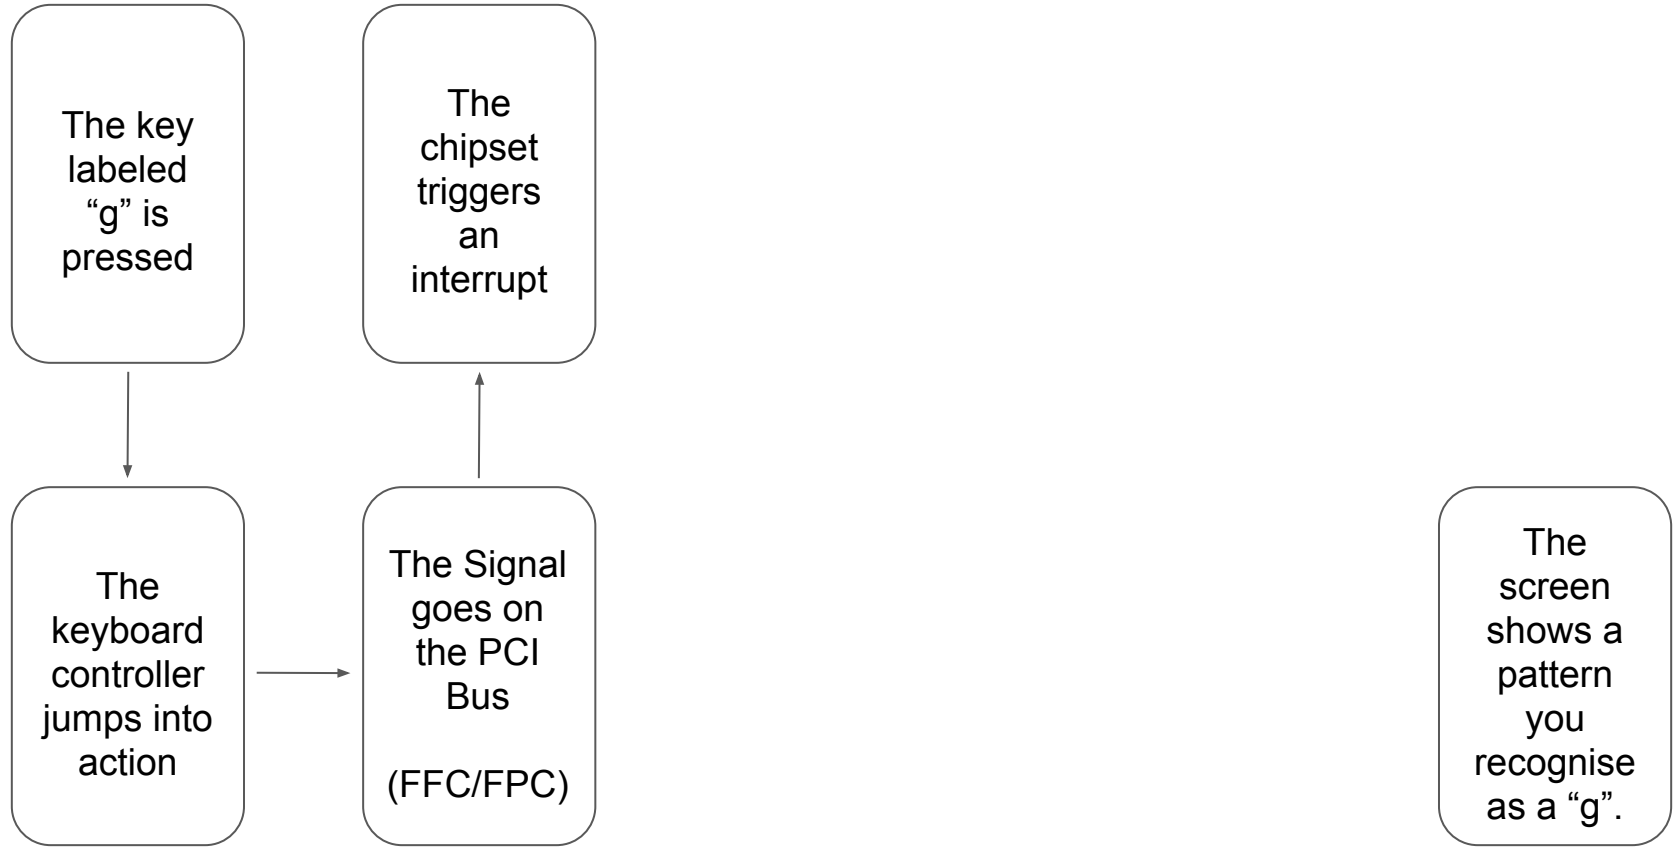 The key
labeled
“g” is
pressed
The
keyboard
controller
jumps into
action
The Signal
goes on
the PCI
Bus
(FFC/FPC)
The
chipset
triggers
an
interrupt
The
screen
shows a
pattern
you
recognise
as a “g”.